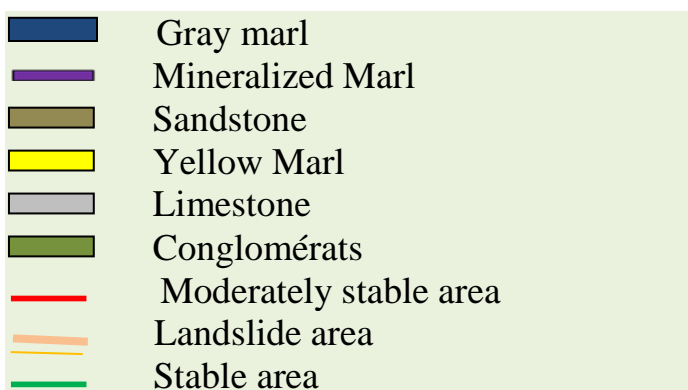 Gray marl
Mineralized Marl
Sandstone
Yellow Marl
Limestone
Conglomérats
Moderately stable area
Landslide area
Stable area